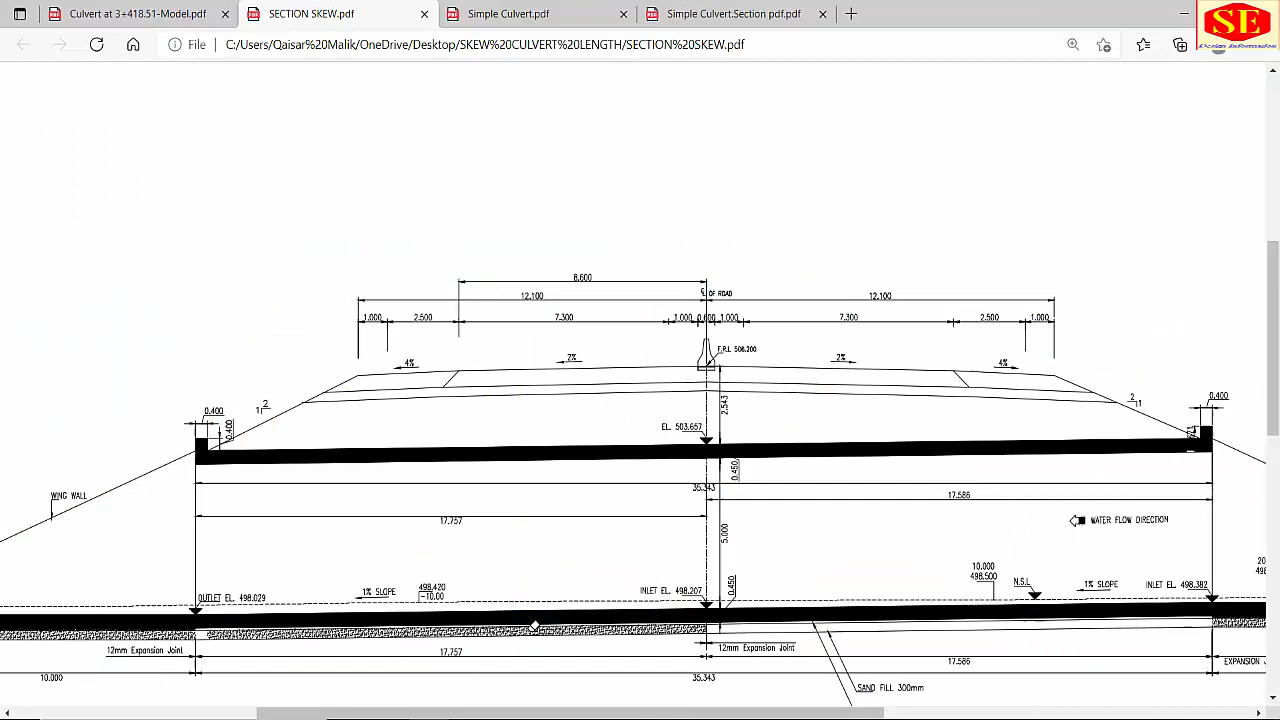 Culvert at 3+418.51-Model.pdf
SECTION SKEW.pdf
Simple Culvert.pdf
Simple Culvert.Section pdf.pdf
SE
Design Informados
File
C:/Users/Qaisar%20Malik/OneDrive/Desktop/SKEW%20CULVERT%20LENGTH/SECTION%20SKEW.pdf
8.600
12.100
℄ OF ROAD
12.100
1.000
2.500
7.300
1.000
0.600
1.000
7.300
2.500
1.000
F.R.L 506.200
4%
2%
2%
4%
0.400
1
2
2
1
0.400
0.400
2.543
EL. 503.657
0.450
35.343
17.586
WING WALL
17.757
5.000
WATER FLOW DIRECTION
10.000
498.500
N.S.L
1% SLOPE
INLET EL. 498.382
1% SLOPE
498.420
-10.00
INLET EL. 498.207
0.450
OUTLET EL. 498.029
12mm Expansion Joint
17.757
12mm Expansion Joint
17.586
EXPANSION
10.000
35.343
SAND FILL 300mm